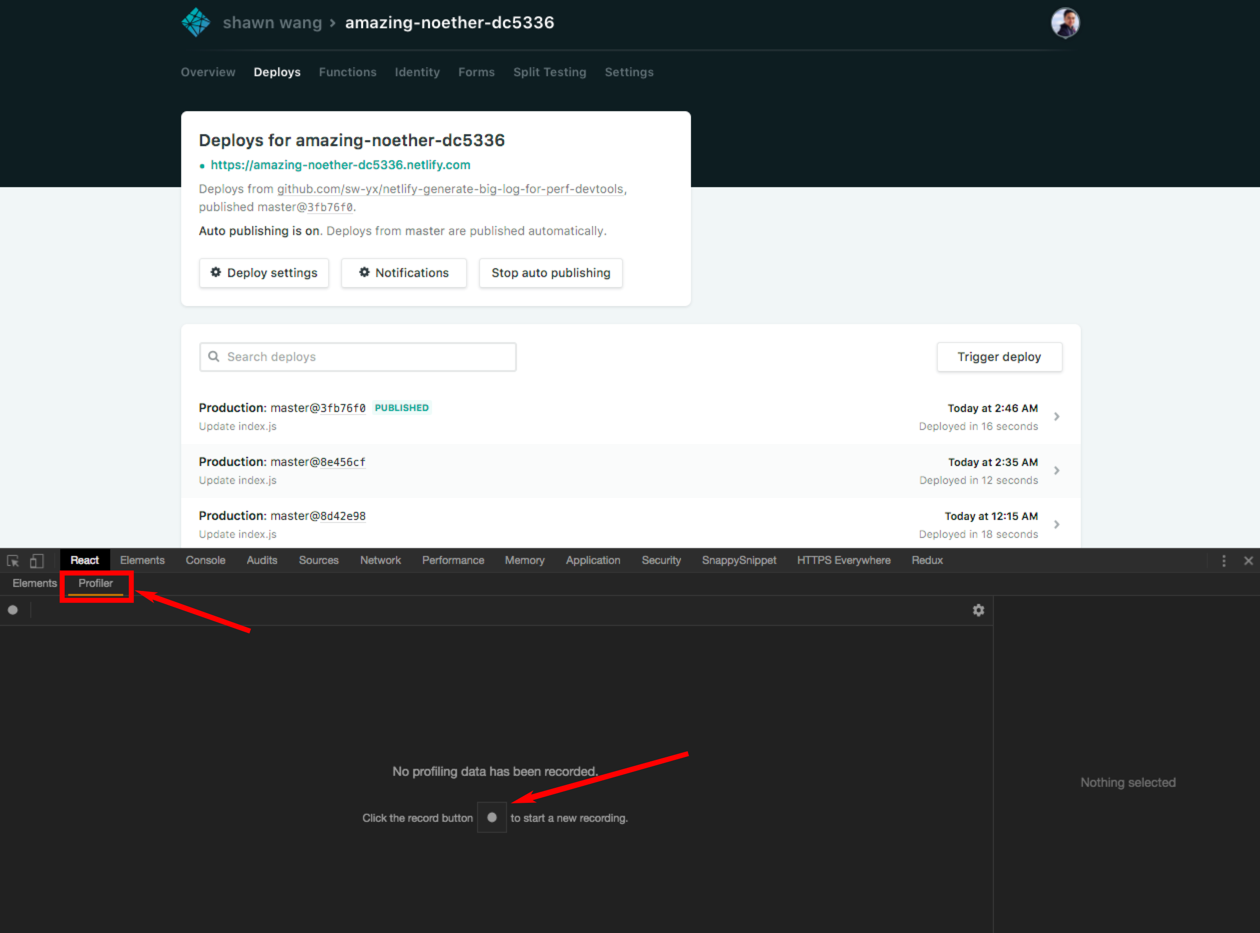 shawn wang > amazing-noether-dc5336
Overview Deploys Functions Identity Forms Split Testing Settings
Deploys for amazing-noether-dc5336
https://amazing-noether-dc5336.netlify.com
Deploys from github.com/sw-yx/netlify-generate-big-log-for-perf-devtools,
published master@3fb76f0.
Auto publishing is on. Deploys from master are published automatically.
Deploy settings Notifications Stop auto publishing
Search deploys Trigger deploy
Production: master@3fb76f0 PUBLISHED Today at 2:46 AM
Update index.js Deployed in 16 seconds
Production: master@8e456cf Today at 2:35 AM
Update index.js Deployed in 12 seconds
Production: master@8d42e98 Today at 12:15 AM
Update index.js Deployed in 18 seconds
React Elements Console Audits Sources Network Performance Memory Application Security SnappySnippet HTTPS Everywhere Redux
Elements Profiler
No profiling data has been recorded.
Nothing selected
Click the record button to start a new recording.